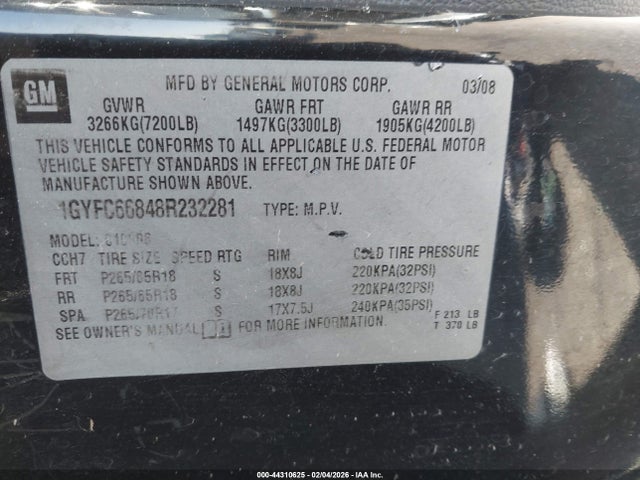 GM
MFD BY GENERAL MOTORS CORP. 03/08
GVWR GAWR FRT GAWR RR
3266KG(7200LB) 1497KG(3300LB) 1905KG(4200LB)
THIS VEHICLE CONFORMS TO ALL APPLICABLE U.S. FEDERAL MOTOR
VEHICLE SAFETY STANDARDS IN EFFECT ON THE DATE OF
MANUFACTURE SHOWN ABOVE.
1GYFC66848R232281 TYPE: M.P.V.
MODEL:
CCH7 TIRE SIZE SPEED RTG RIM COLD TIRE PRESSURE
FRT P265/65R18 S 18X8J 220KPA(32PSI)
RR P265/65R18 S 18X8J 220KPA(32PSI)
SPA P265/70R17 S 17X7.5J 240KPA(35PSI)
SEE OWNER'S MANUAL FOR MORE INFORMATION.
F 213 LB
T 370 LB
000-44310625 - 02/04/2026 - IAA Inc.